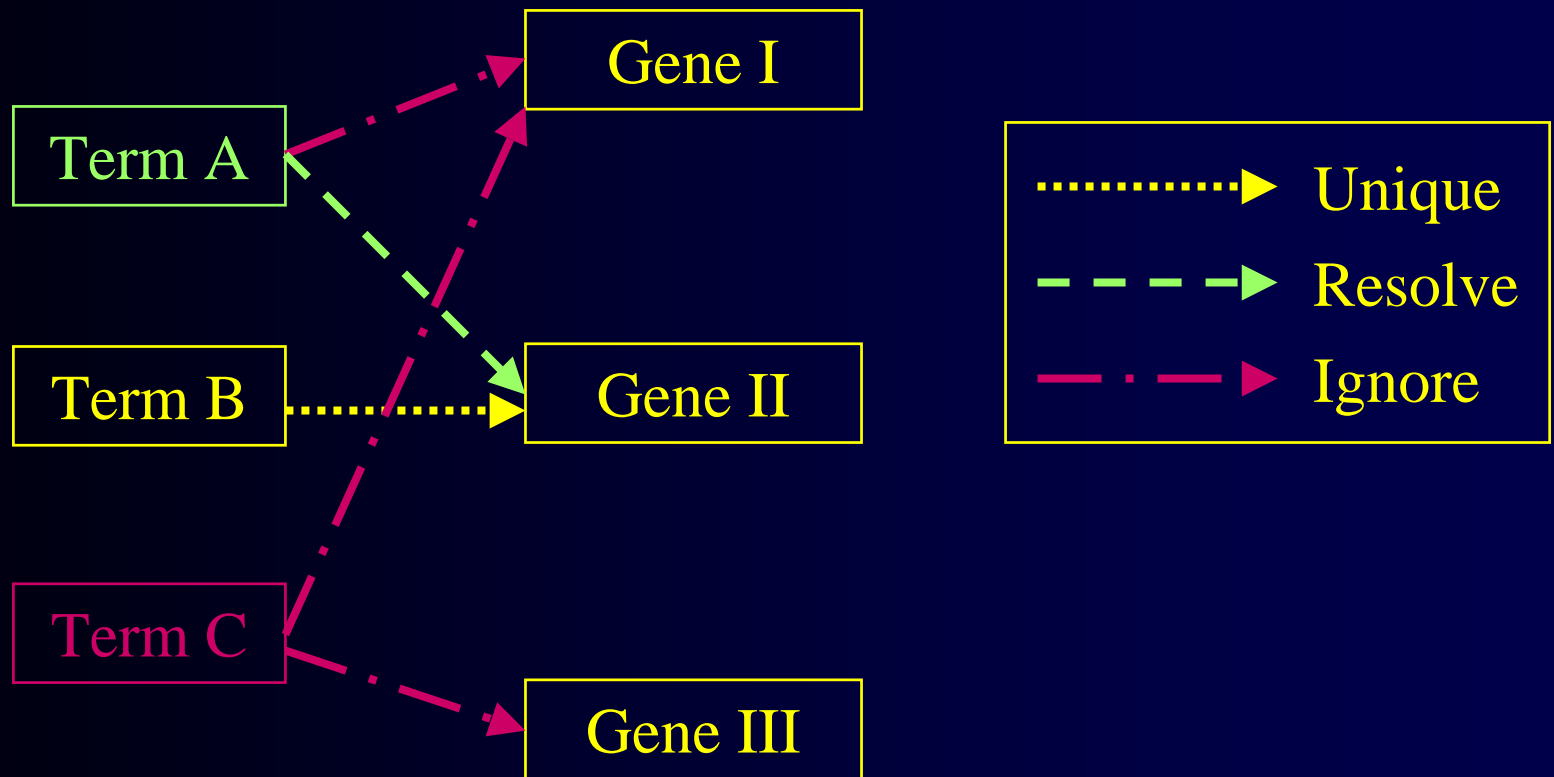 Gene I
Term A
Term B
Gene II
Term C
Gene III
Unique
Resolve
Ignore